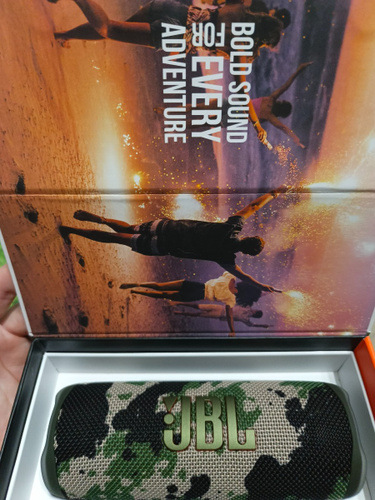 BOLD SOUND
FOR EVERY
ADVENTURE
!JBL